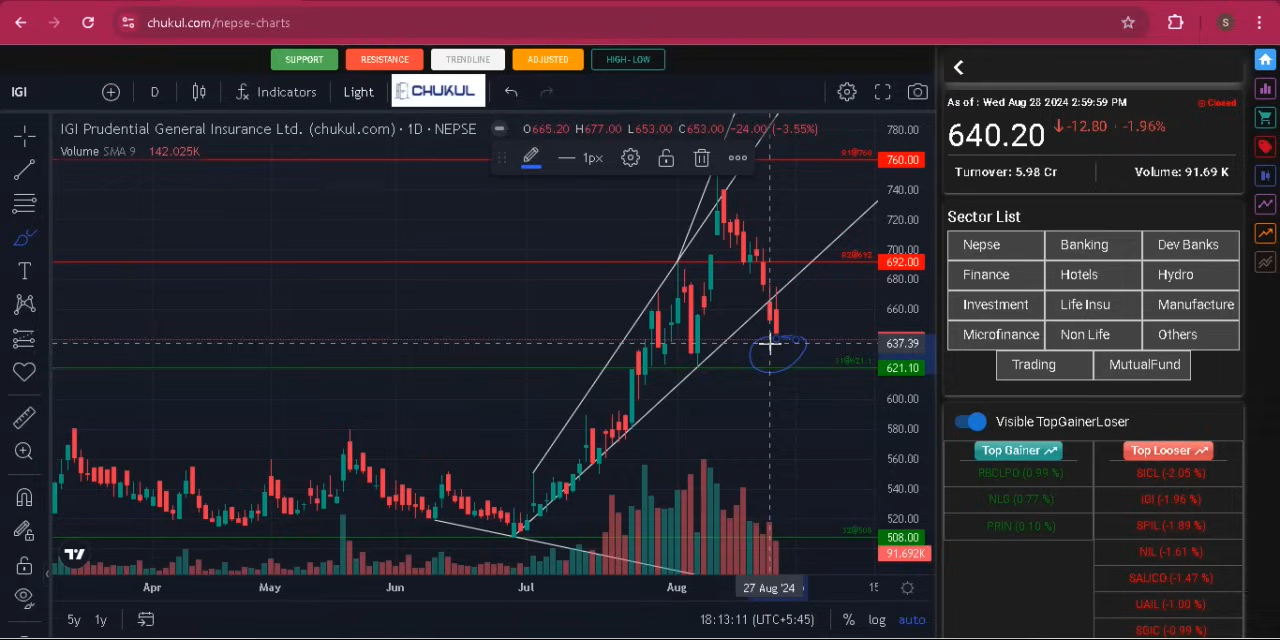 chukul.com/nepse-charts
S
SUPPORT RESISTANCE TRENDLINE ADJUSTED HIGH-LOW
IGI D Indicators Light CHUKUL
IGI Prudential General Insurance Ltd. (chukul.com) · 1D · NEPSE O665.20 H677.00 L653.00 C653.00 -24.00 (-3.55%)
Volume SMA 9 142.025K
1px
780.00
760.00
740.00
720.00
700.00
692.00
680.00
660.00
637.39
621.10
600.00
580.00
560.00
540.00
520.00
508.00
91.692K
Apr May Jun Jul Aug 27 Aug '24 15
5y 1y 18:13:11 (UTC+5:45) % log auto
As of : Wed Aug 28 2024 2:59:59 PM Closed
640.20 -12.80 · -1.96%
Turnover: 5.98 Cr Volume: 91.69 K
Sector List
Nepse Banking Dev Banks
Finance Hotels Hydro
Investment Life Insu Manufacture
Microfinance Non Life Others
Trading MutualFund
Visible TopGainerLoser
Top Gainer Top Looser
RBCLPO (0.99 %) SICL (-2.05 %)
NLG (0.77 %) IGI (-1.96 %)
PRIN (0.10 %) SPIL (-1.89 %)
NIL (-1.61 %)
SALICO (-1.47 %)
UAIL (-1.00 %)
SGIC (-0.99 %)